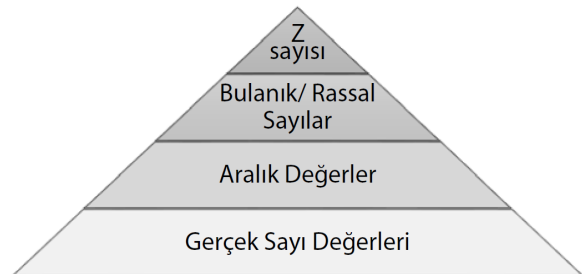 Z
sayısı
Bulanık/ Rassal
Sayılar
Aralık Değerler
Gerçek Sayı Değerleri